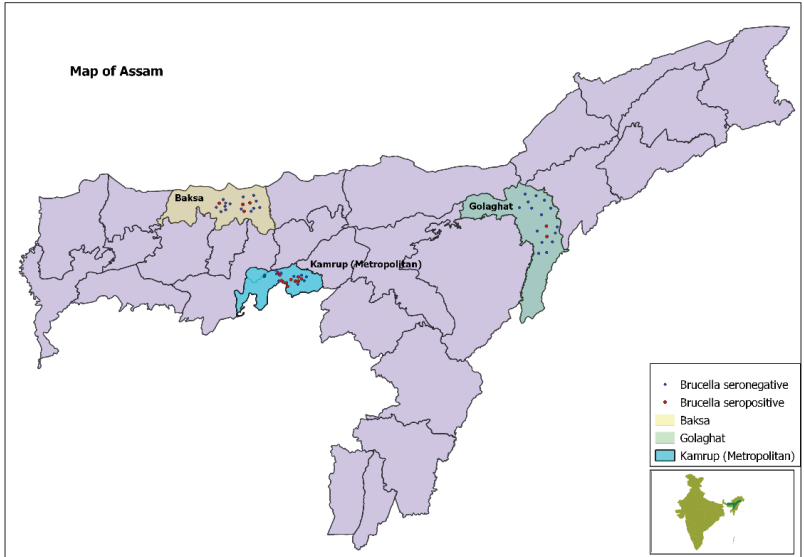 Map of Assam
Baksa
Golaghat
Kamrup (Metropolitan)
Brucella seronegative
Brucella seropositive
Baksa
Golaghat
Kamrup (Metropolitan)